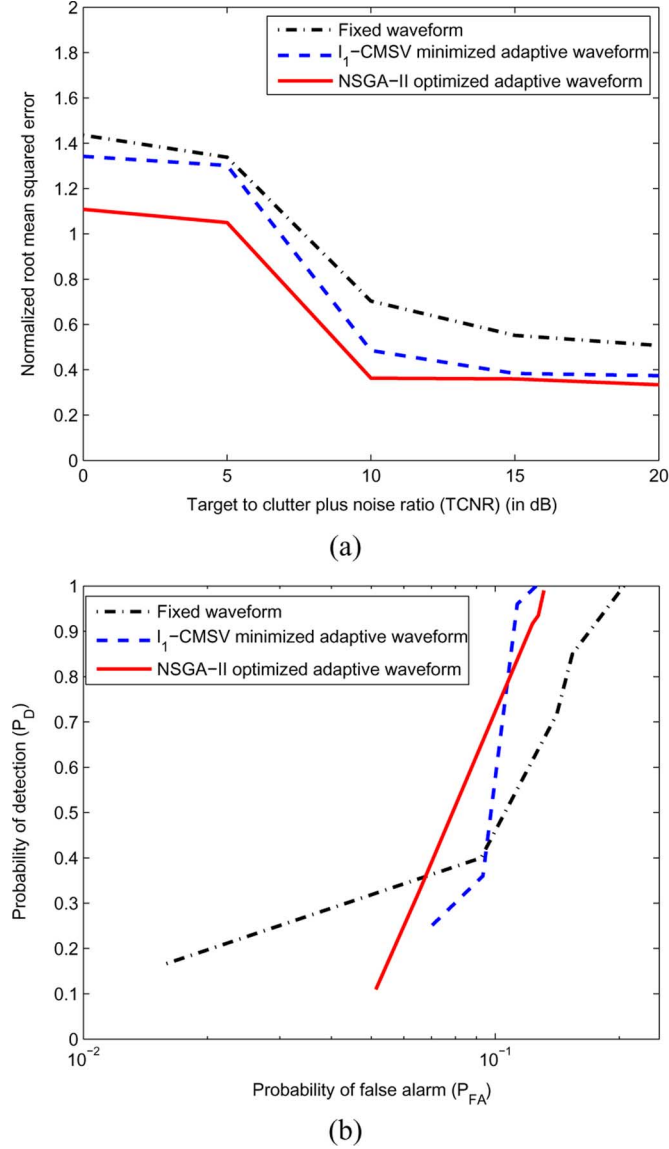 2
1.8
1.6
1.4
1.2
1
0.8
0.6
0.4
0.2
0
Fixed waveform
l1−CMSV minimized adaptive waveform
NSGA−II optimized adaptive waveform
Normalized root mean squared error
0 5 10 15 20
Target to clutter plus noise ratio (TCNR) (in dB)
(a)
1
0.9
0.8
0.7
0.6
0.5
0.4
0.3
0.2
0.1
0
Fixed waveform
l1−CMSV minimized adaptive waveform
NSGA−II optimized adaptive waveform
Probability of detection (PD)
10−2 10−1
Probability of false alarm (PFA)
(b)